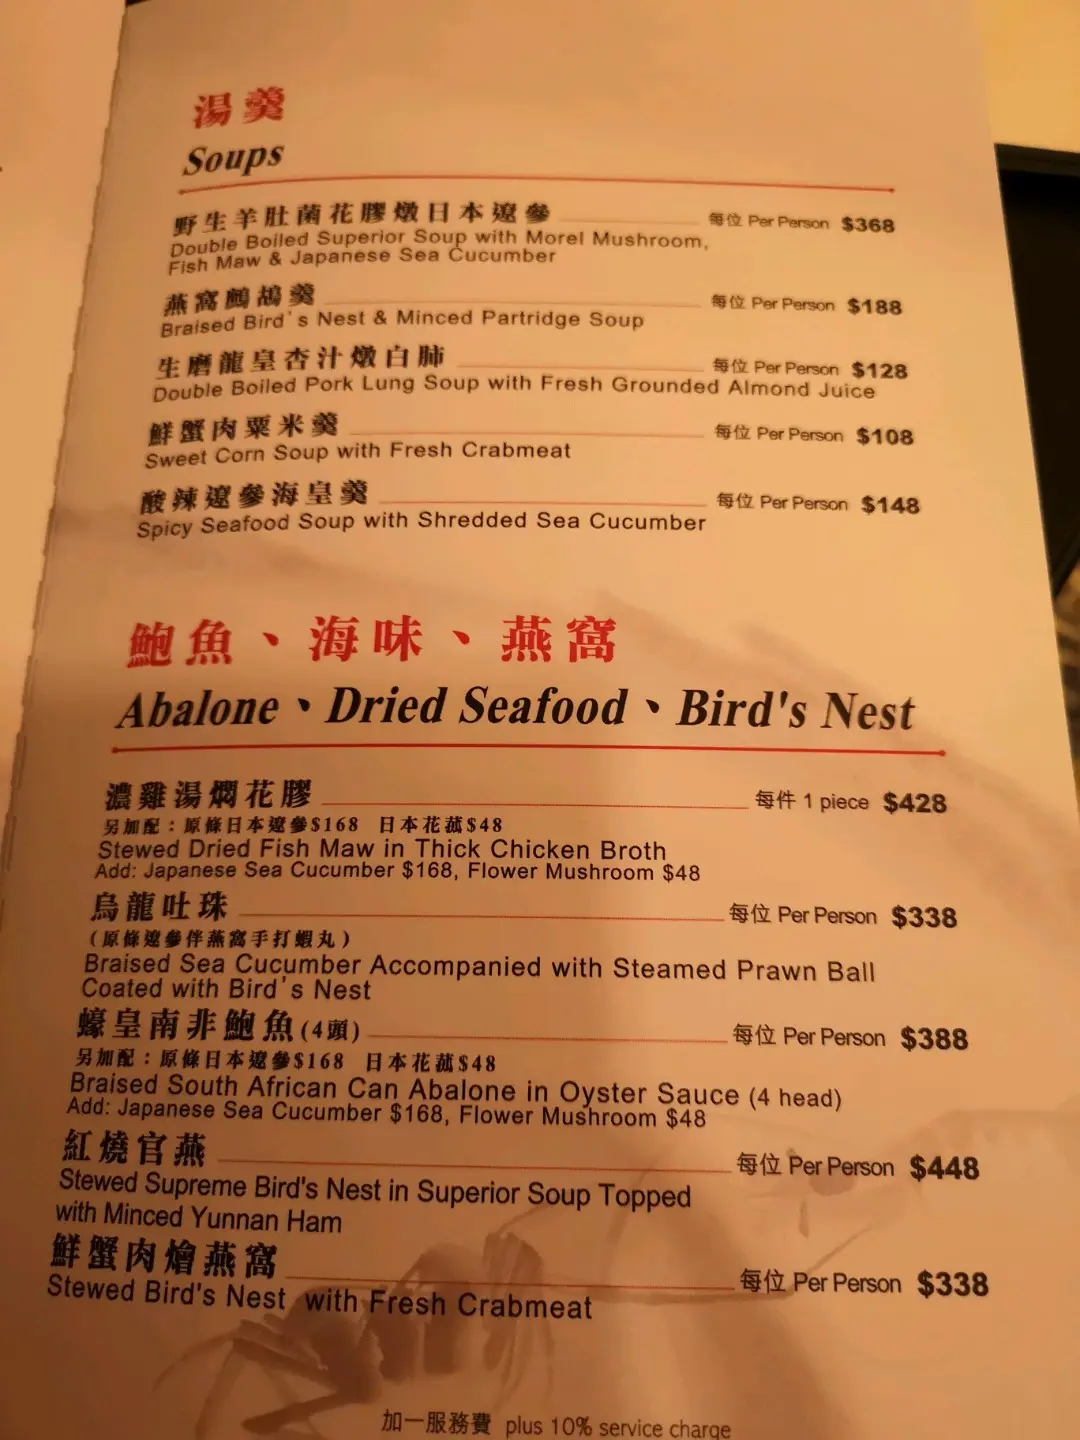 湯羹
Soups
野生羊肚菌花膠燉日本遼參 每位 Per Person $368
Double Boiled Superior Soup with Morel Mushroom,
Fish Maw & Japanese Sea Cucumber
燕窩鷓鴣羹 每位 Per Person $188
Braised Bird's Nest & Minced Partridge Soup
生磨龍皇杏汁燉白肺 每位 Per Person $128
Double Boiled Pork Lung Soup with Fresh Grounded Almond Juice
鮮蟹肉粟米羹 每位 Per Person $108
Sweet Corn Soup with Fresh Crabmeat
酸辣遼參海皇羹 每位 Per Person $148
Spicy Seafood Soup with Shredded Sea Cucumber
鮑魚、海味、燕窩
Abalone、Dried Seafood、Bird's Nest
濃雞湯燜花膠 每件 1 piece $428
另加配：原條日本遼參$168 日本花菰$48
Stewed Dried Fish Maw in Thick Chicken Broth
Add: Japanese Sea Cucumber $168, Flower Mushroom $48
烏龍吐珠 每位 Per Person $338
(原條遼參伴燕窩手打蝦丸)
Braised Sea Cucumber Accompanied with Steamed Prawn Ball
Coated with Bird's Nest
蠔皇南非鮑魚(4頭) 每位 Per Person $388
另加配：原條日本遼參$168 日本花菰$48
Braised South African Can Abalone in Oyster Sauce (4 head)
Add: Japanese Sea Cucumber $168, Flower Mushroom $48
紅燒官燕 每位 Per Person $448
Stewed Supreme Bird's Nest in Superior Soup Topped
with Minced Yunnan Ham
鮮蟹肉燴燕窩 每位 Per Person $338
Stewed Bird's Nest with Fresh Crabmeat
加一服務費 plus 10% service charge